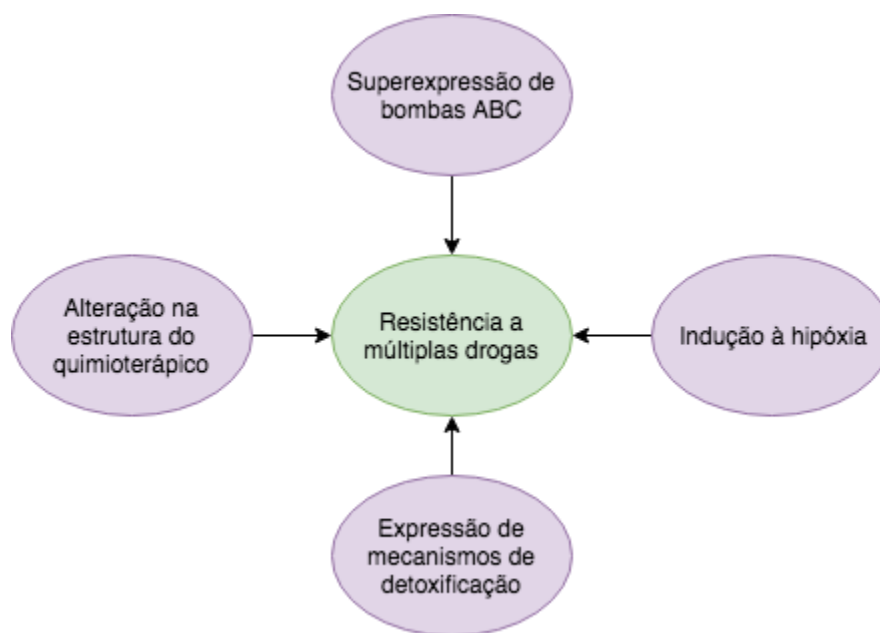 Superexpressão de
bombas ABC
Alteração na
estrutura do
quimioterápico
Resistência a
múltiplas drogas
Indução à hipóxia
Expressão de
mecanismos de
detoxificação